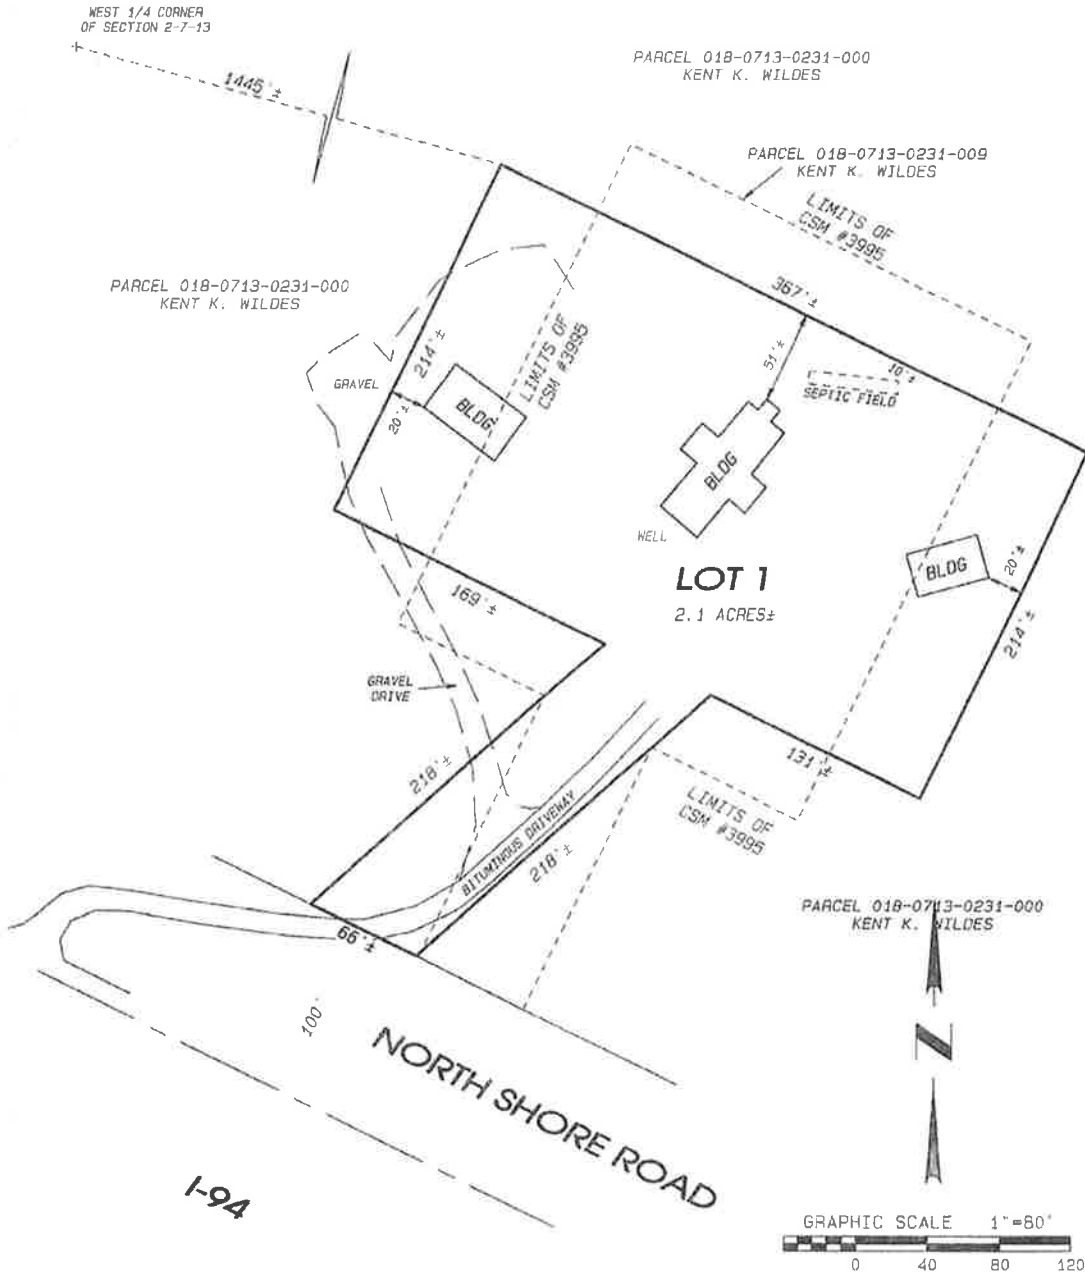 WEST 1/4 CORNER
OF SECTION 2-7-13
1445'±
PARCEL 018-0713-0231-000
KENT K. WILDES
PARCEL 018-0713-0231-009
KENT K. WILDES
LIMITS OF
CSM #3995
PARCEL 018-0713-0231-000
KENT K. WILDES
367'±
LIMITS OF
CSM #3995
214'±
51'±
10'±
GRAVEL
SEPTIC FIELD
20'±
BLDG
BLDG
WELL
BLDG
20'±
LOT 1
2.1 ACRES±
169'±
214'±
GRAVEL
DRIVE
218'±
131'±
LIMITS OF
CSM #3995
BITUMINOUS DRIVEWAY
218'±
PARCEL 018-0713-0231-000
KENT K. WILDES
66'±
100'
NORTH SHORE ROAD
N
I-94
GRAPHIC SCALE 1"=80'
0 40 80 120